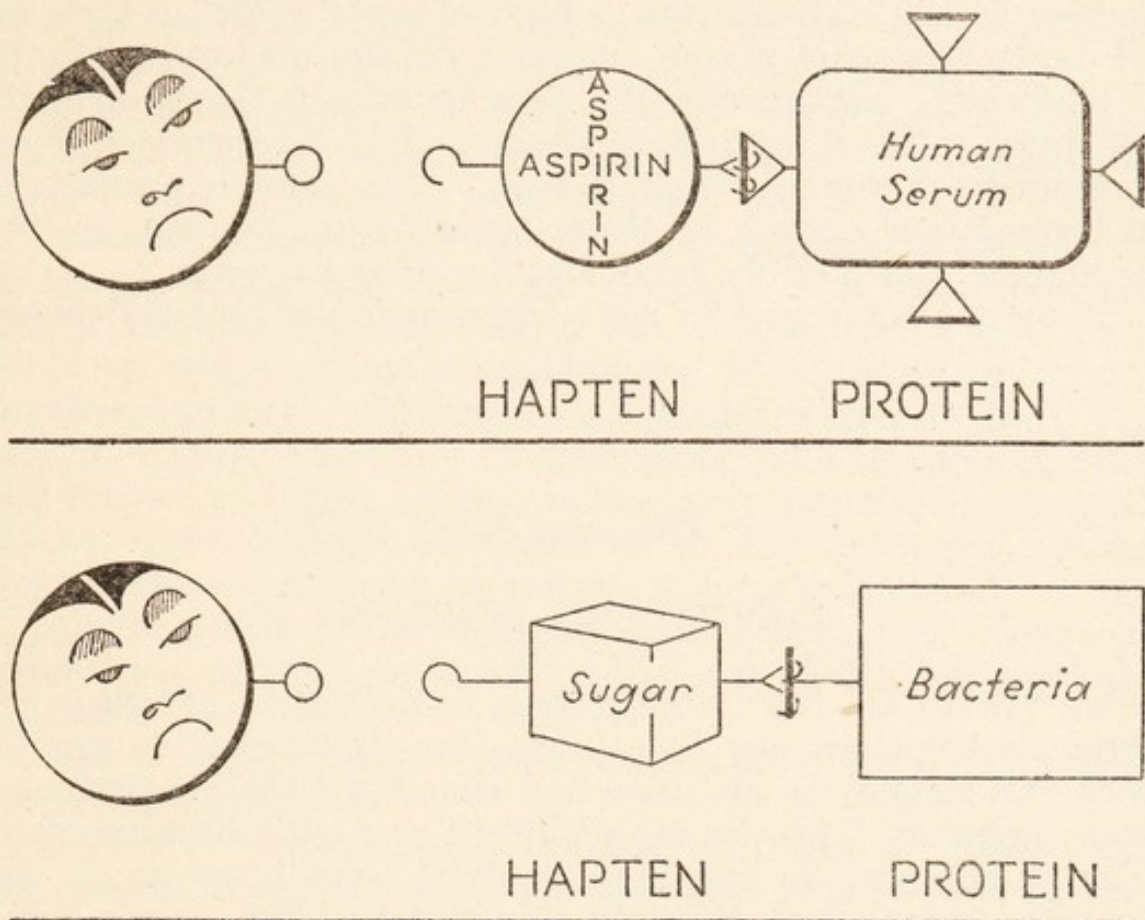 ASPIRIN
ASPIRIN
Human
Serum
HAPTEN PROTEIN
Sugar
Bacteria
HAPTEN PROTEIN